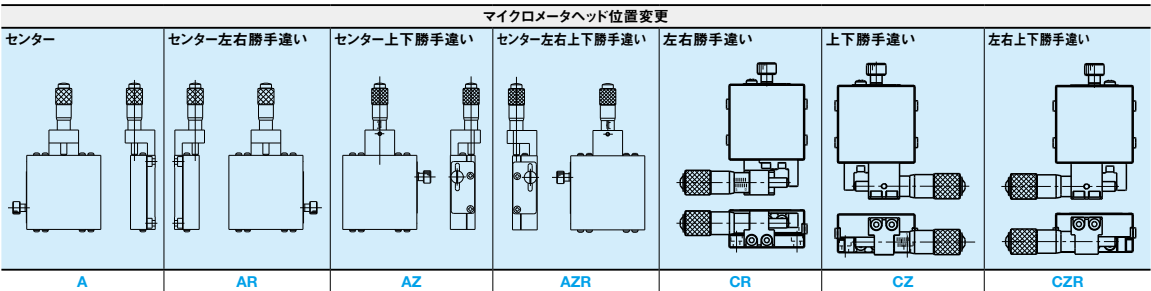 マイクロメータヘッド位置変更
センター
センター左右勝手違い
センター上下勝手違い
センター左右上下勝手違い
左右勝手違い
上下勝手違い
左右上下勝手違い
A
AR
AZ
AZR
CR
CZ
CZR